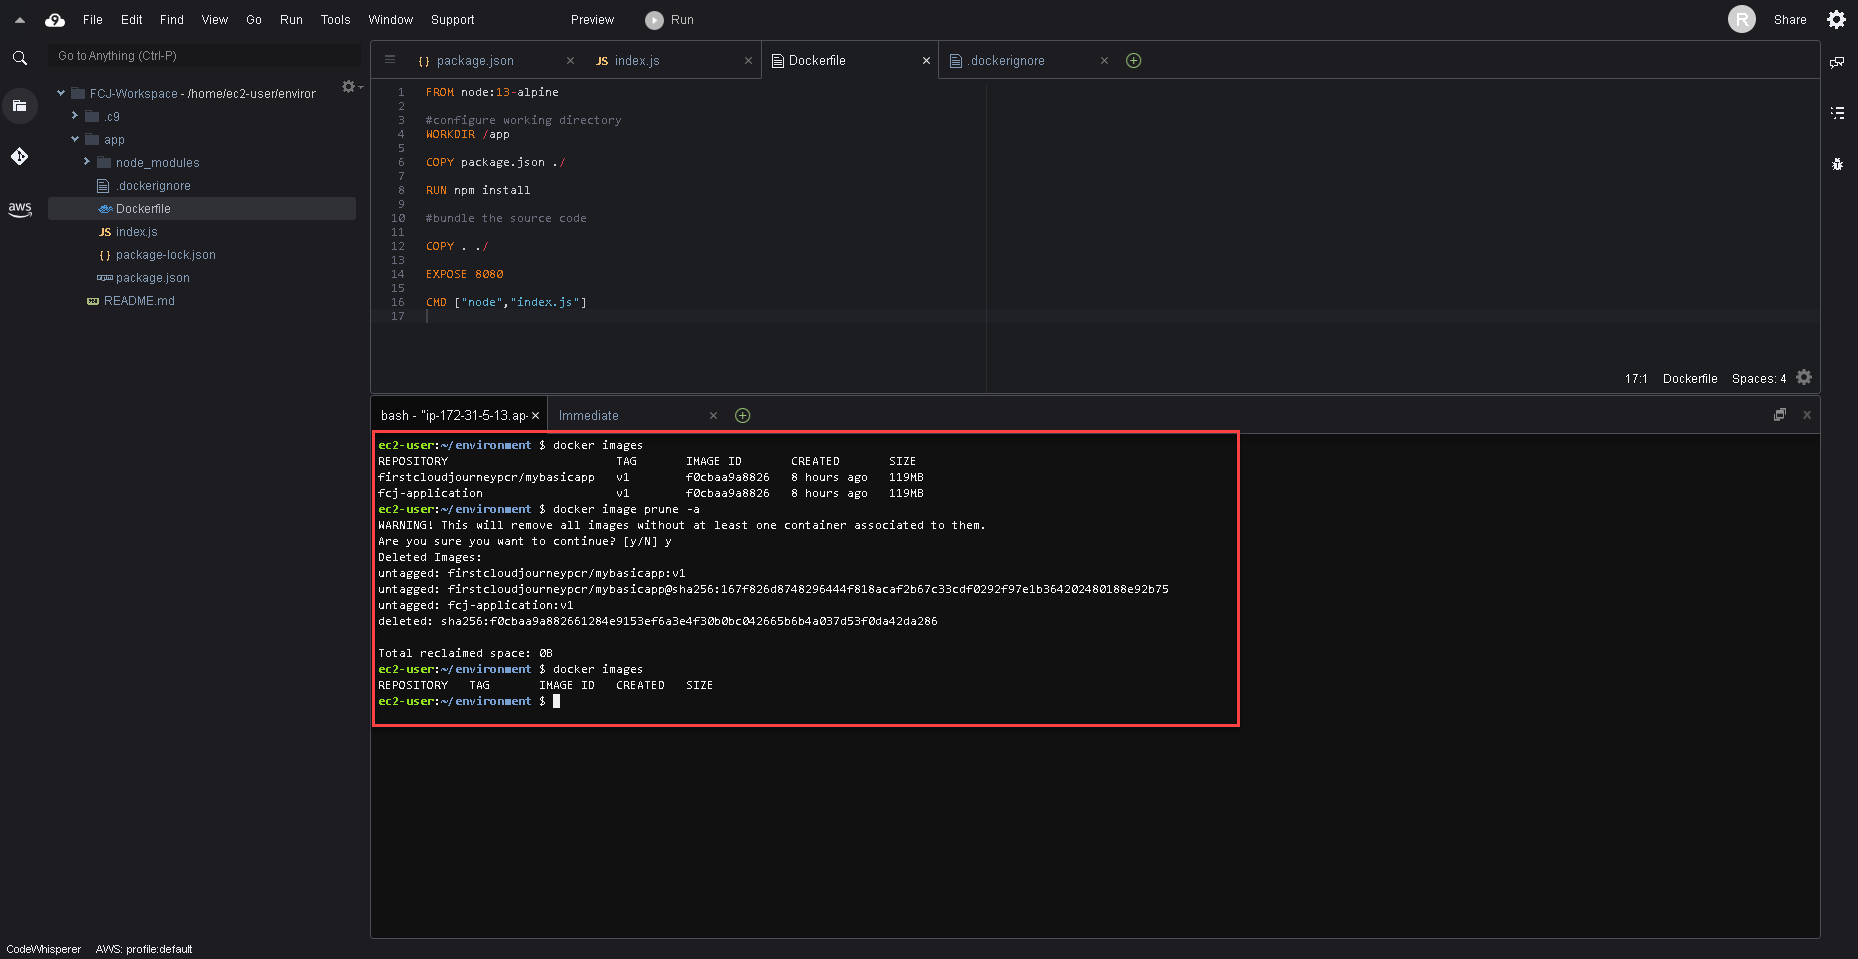 File Edit Find View Go Run Tools Window Support Preview Run R Share
Go to Anything (Ctrl-P)
FCJ-Workspace - /home/ec2-user/enviror
.c9
app
node_modules
.dockerignore
Dockerfile
JS index.js
{ } package-lock.json
package.json
README.md
aws
{ } package.json
JS index.js
Dockerfile
.dockerignore
1 FROM node:13-alpine
2
3 #configure working directory
4 WORKDIR /app
5
6 COPY package.json ./
7
8 RUN npm install
9
10 #bundle the source code
11
12 COPY . ./
13
14 EXPOSE 8080
15
16 CMD ["node","index.js"]
17
17:1 Dockerfile Spaces: 4
bash - "ip-172-31-5-13.ap- Immediate
ec2-user:~/environment $ docker images
REPOSITORY TAG IMAGE ID CREATED SIZE
firstcloudjourneypcr/mybasicapp v1 f0cbaa9a8826 8 hours ago 119MB
fcj-application v1 f0cbaa9a8826 8 hours ago 119MB
ec2-user:~/environment $ docker image prune -a
WARNING! This will remove all images without at least one container associated to them.
Are you sure you want to continue? [y/N] y
Deleted Images:
untagged: firstcloudjourneypcr/mybasicapp:v1
untagged: firstcloudjourneypcr/mybasicapp@sha256:167f826d8748296444f818acaf2b67c33cdf0292f97e1b364202480188e92b75
untagged: fcj-application:v1
deleted: sha256:f0cbaa9a882661284e9153ef6a3e4f30b0bc042665b6b4a037d53f0da42da286
Total reclaimed space: 0B
ec2-user:~/environment $ docker images
REPOSITORY TAG IMAGE ID CREATED SIZE
ec2-user:~/environment $
CodeWhisperer AWS: profile:default